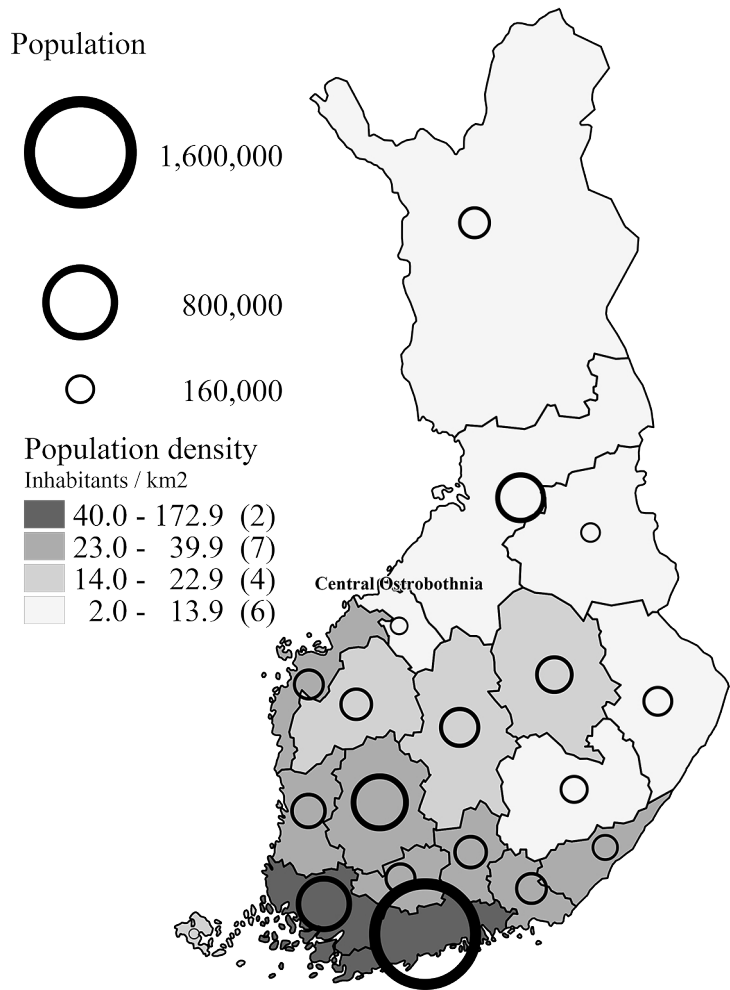 Population
1,600,000
800,000
160,000
Population density
Inhabitants / km2
40.0 - 172.9 (2)
23.0 - 39.9 (7)
14.0 - 22.9 (4)
2.0 - 13.9 (6)
Central Ostrobothnia